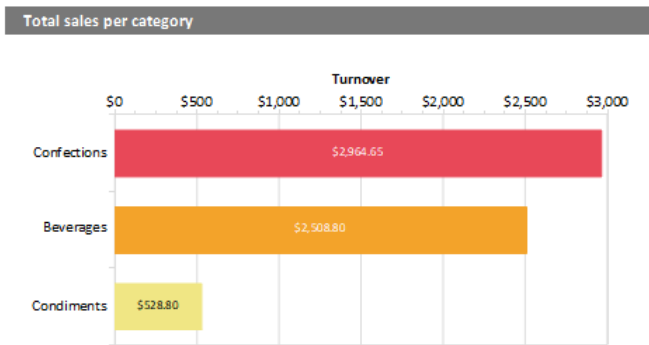 Total sales per category
Turnover
$0 $500 $1,000 $1,500 $2,000 $2,500 $3,000
Confections $2,964.65
Beverages $2,508.80
Condiments $528.80